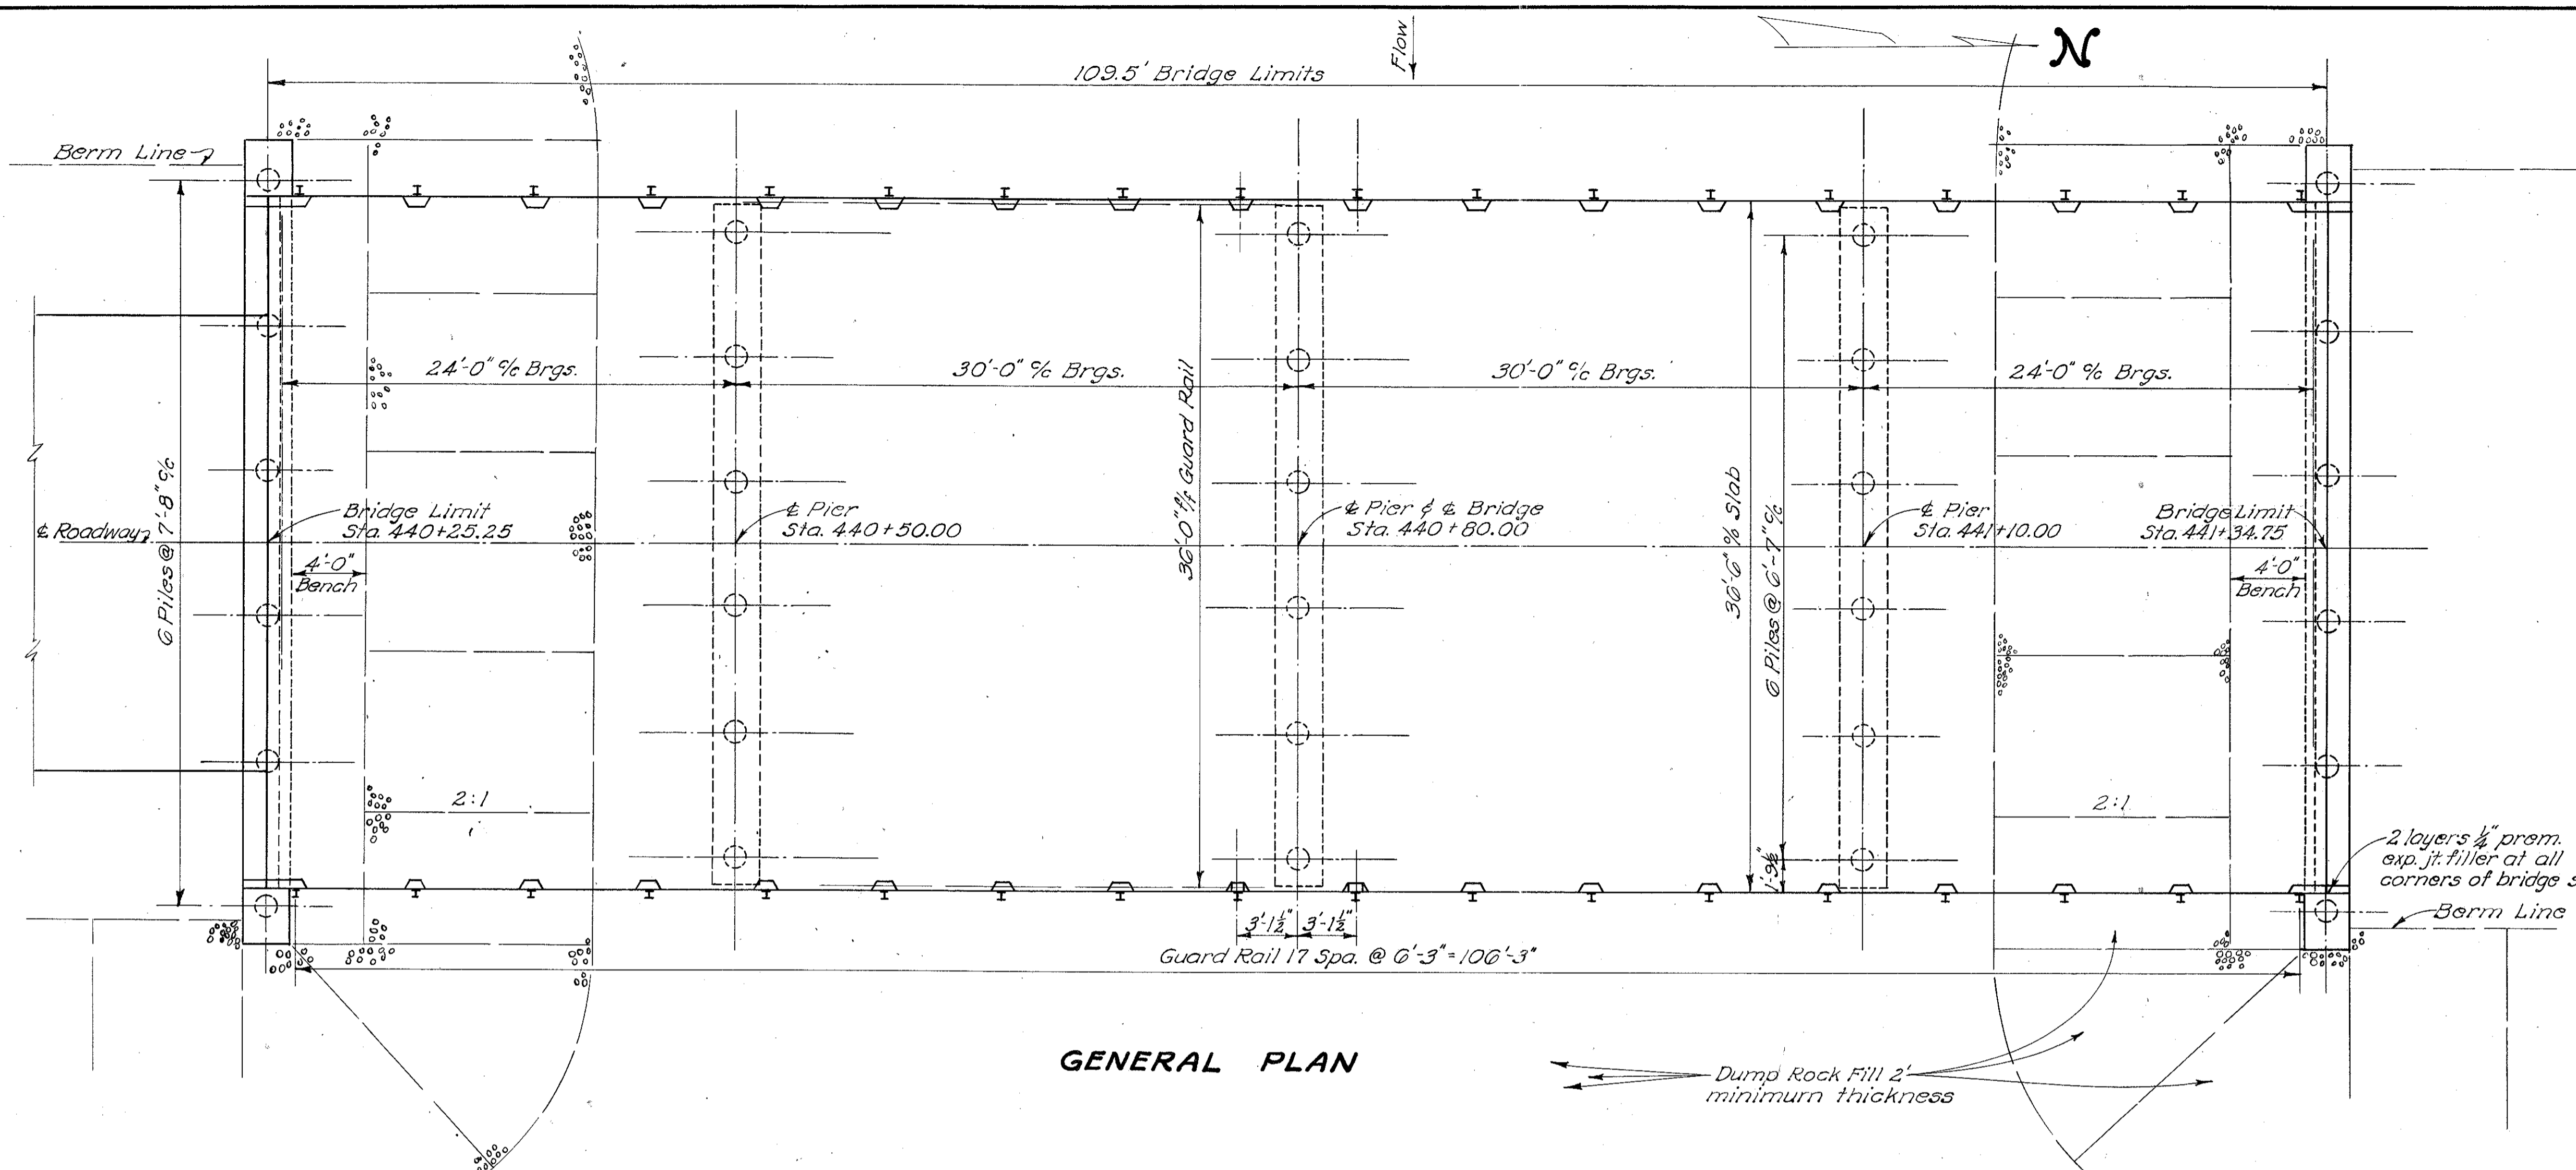 Flow
N
109.5' Bridge Limits
Berm Line
24'-0" c/c Brgs.
30'-0" c/c Brgs.
30'-0" c/c Brgs.
24'-0" c/c Brgs.
6 Piles @ 7'-8" c/c
36'-0" f/f Guard Rail
36'-6" o/o Slab
6 Piles @ 6'-7" c/c
℄ Roadway
Bridge Limit
Sta. 440+25.25
℄ Pier
Sta. 440+50.00
℄ Pier & ℄ Bridge
Sta. 440+80.00
℄ Pier
Sta. 441+10.00
Bridge Limit
Sta. 441+34.75
4'-0"
Bench
4'-0"
Bench
2:1
2:1
1'-9½"
2 layers ¼" prem.
exp. jt. filler at all
corners of bridge
Berm Line
3'-1½" 3'-1½"
Guard Rail 17 Spa. @ 6'-3" = 106'-3"
GENERAL PLAN
Dump Rock Fill 2'
minimum thickness